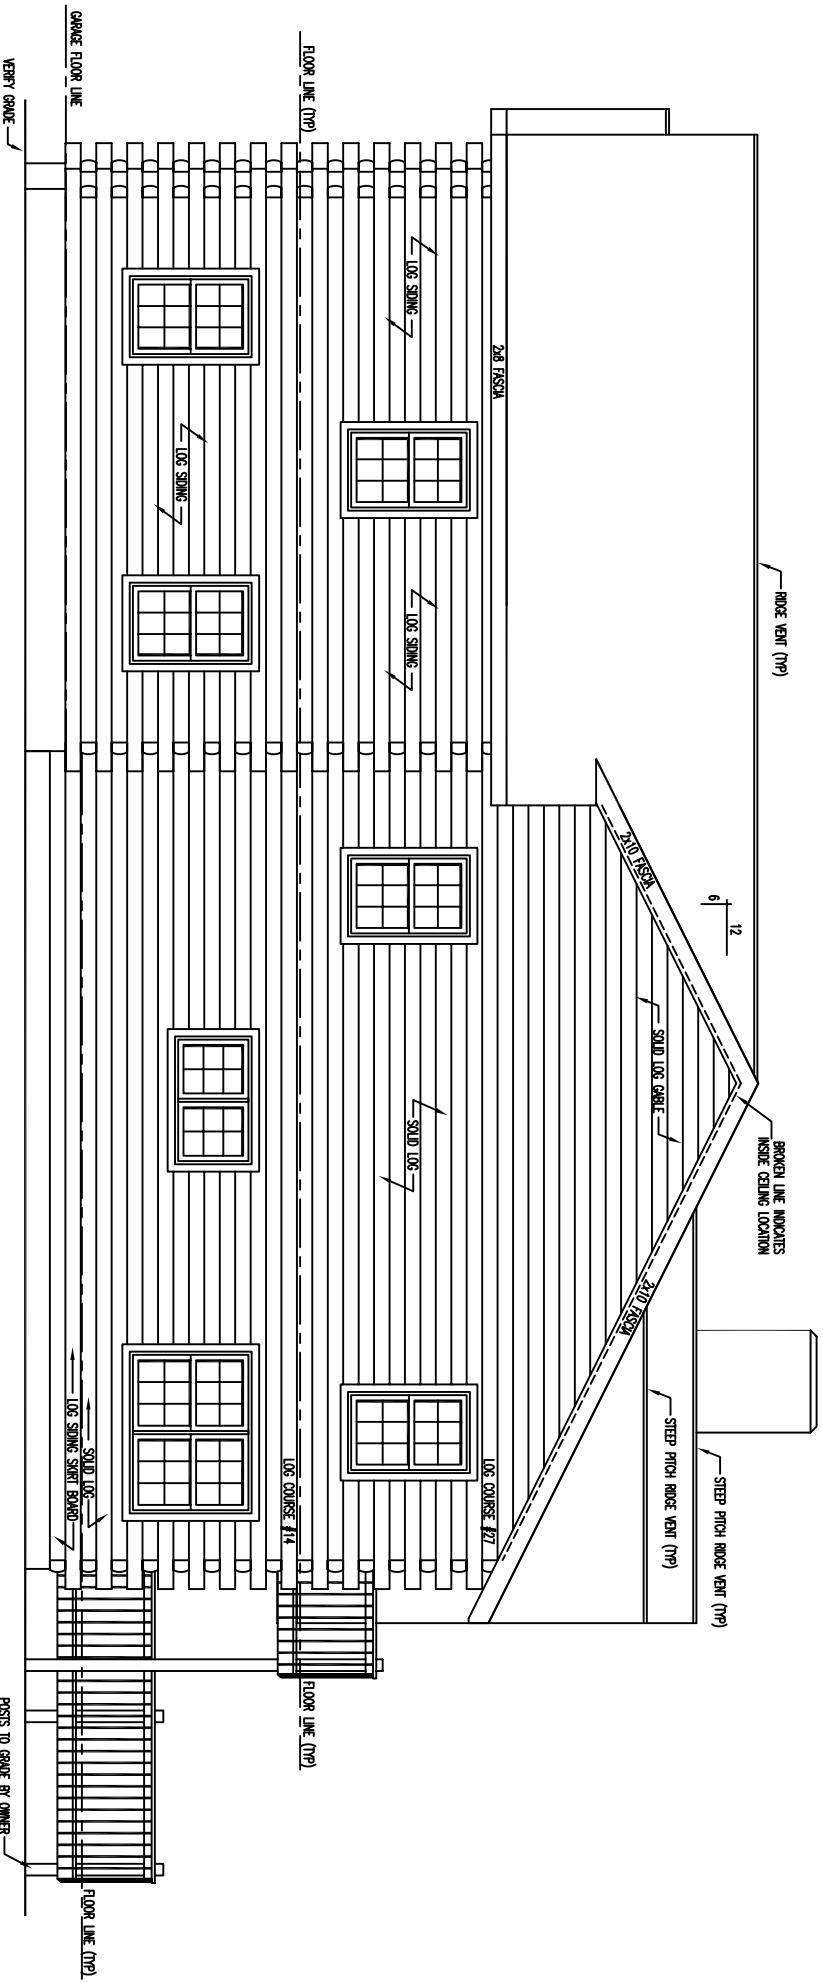 RIDGE VENT (TYP)
BROKEN LINE INDICATES
INSIDE CEILING LOCATION
12
6
2x10 FASCIA
SOLID LOG GABLE
2x10 FASCIA
STEEP PITCH RIDGE VENT (TYP)
STEEP PITCH RIDGE VENT (TYP)
2x8 FASCIA
LOG COURSE #27
LOG SIDING
LOG SIDING
SOLID LOG
FLOOR LINE (TYP)
LOG COURSE #14
FLOOR LINE (TYP)
LOG SIDING
GARAGE FLOOR LINE
SOLID LOG
LOG SIDING SKIRT BOARD
FLOOR LINE (TYP)
VERIFY GRADE
POSTS TO GRADE BY OWNER